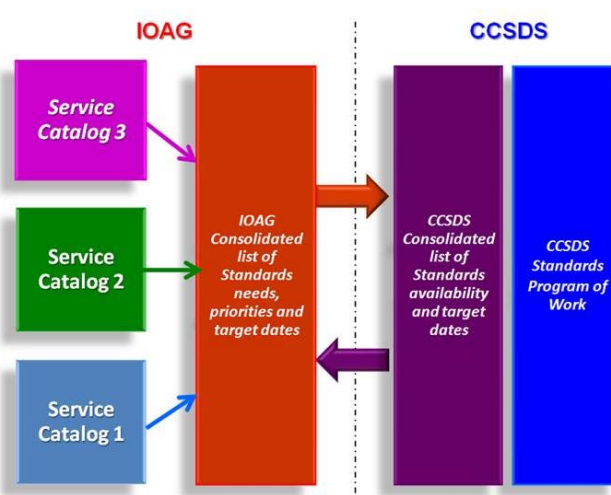 IOAG
CCSDS
Service
Catalog 3
Service
Catalog 2
Service
Catalog 1
IOAG
Consolidated
list of
Standards
needs,
priorities and
target dates
CCSDS
Consolidated
list of
Standards
availability
and target
dates
CCSDS
Standards
Program of
Work